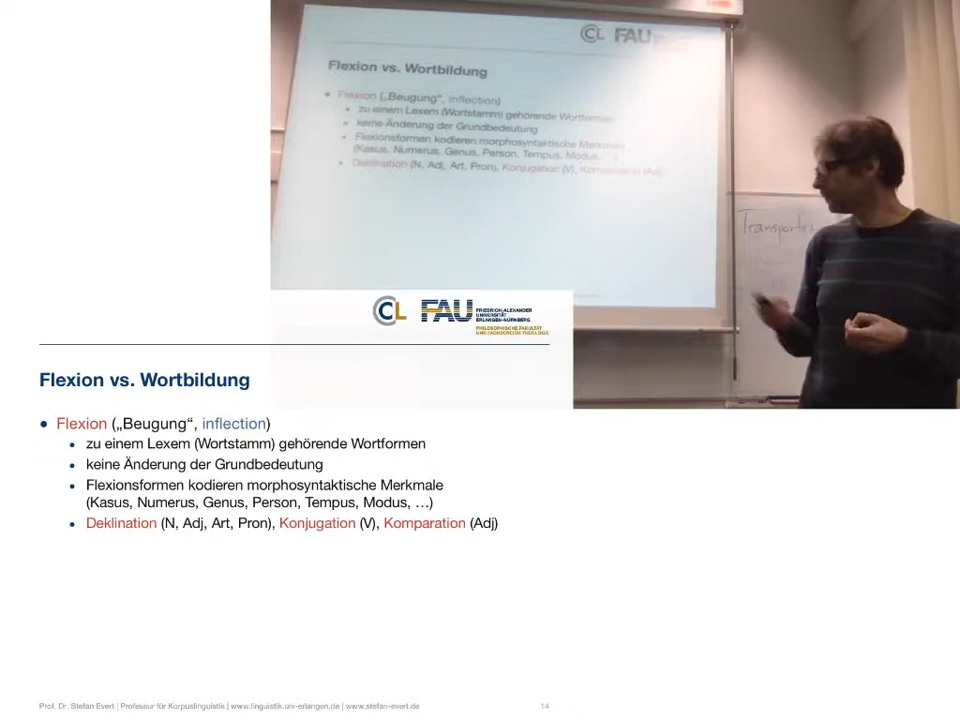 CL FAU
Flexion vs. Wortbildung
Flexion („Beugung“, inflection)
zu einem Lexem (Wortstamm) gehörende Wortformen
keine Änderung der Grundbedeutung
Flexionsformen kodieren morphosyntaktische Merkmale
(Kasus, Numerus, Genus, Person, Tempus, Modus, …)
Deklination (N, Adj, Art, Pron), Konjugation (V), Komparation (Adj)
CL FAU FRIEDRICH-ALEXANDER
UNIVERSITÄT
ERLANGEN-NÜRNBERG
PHILOSOPHISCHE FAKULTÄT
UND FACHBEREICH THEOLOGIE
Flexion vs. Wortbildung
• Flexion („Beugung“, inflection)
• zu einem Lexem (Wortstamm) gehörende Wortformen
• keine Änderung der Grundbedeutung
• Flexionsformen kodieren morphosyntaktische Merkmale
(Kasus, Numerus, Genus, Person, Tempus, Modus, …)
• Deklination (N, Adj, Art, Pron), Konjugation (V), Komparation (Adj)
Prof. Dr. Stefan Evert | Professur für Korpuslinguistik | www.linguistik.uni-erlangen.de | www.stefan-evert.de 14